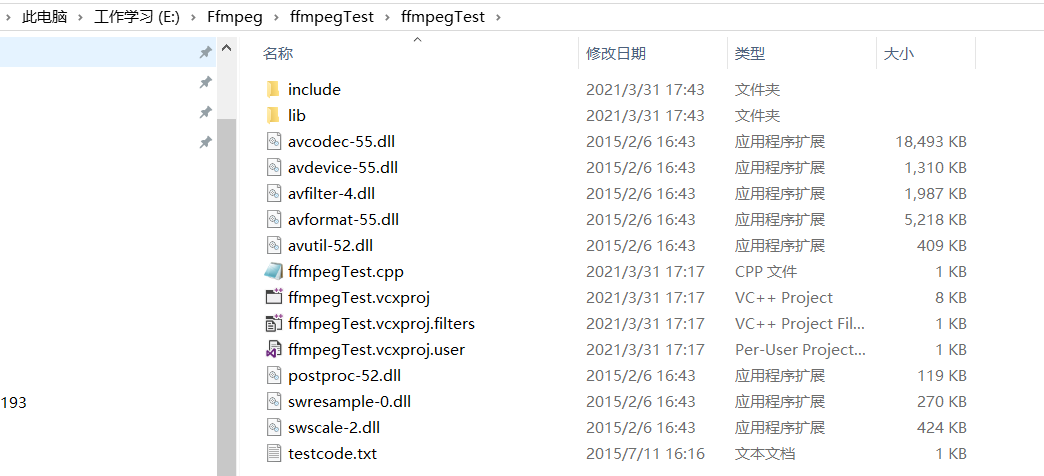 此电脑 › 工作学习 (E:) › Ffmpeg › ffmpegTest › ffmpegTest ›
名称 修改日期 类型 大小
include 2021/3/31 17:43 文件夹
lib 2021/3/31 17:43 文件夹
avcodec-55.dll 2015/2/6 16:43 应用程序扩展 18,493 KB
avdevice-55.dll 2015/2/6 16:43 应用程序扩展 1,310 KB
avfilter-4.dll 2015/2/6 16:43 应用程序扩展 1,987 KB
avformat-55.dll 2015/2/6 16:43 应用程序扩展 5,218 KB
avutil-52.dll 2015/2/6 16:43 应用程序扩展 409 KB
ffmpegTest.cpp 2021/3/31 17:17 CPP 文件 1 KB
ffmpegTest.vcxproj 2021/3/31 17:17 VC++ Project 8 KB
ffmpegTest.vcxproj.filters 2021/3/31 17:17 VC++ Project Fil... 1 KB
ffmpegTest.vcxproj.user 2021/3/31 17:17 Per-User Project... 1 KB
postproc-52.dll 2015/2/6 16:43 应用程序扩展 119 KB
193
swresample-0.dll 2015/2/6 16:43 应用程序扩展 270 KB
swscale-2.dll 2015/2/6 16:43 应用程序扩展 424 KB
testcode.txt 2015/7/11 16:16 文本文档 1 KB